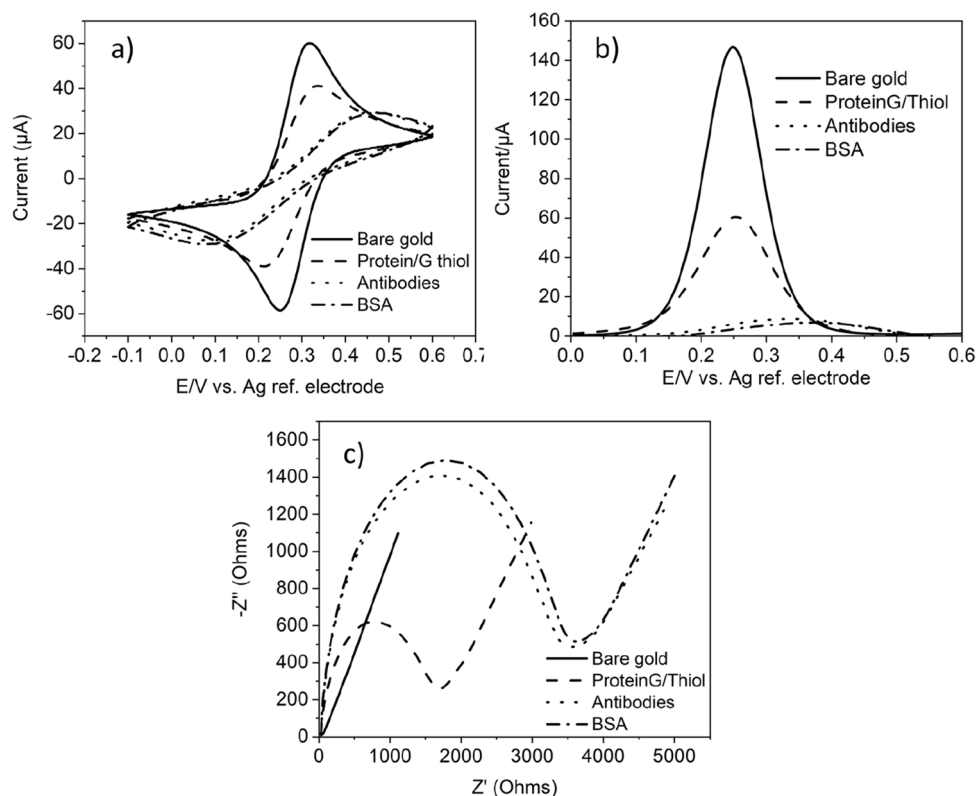 a)
60
40
20
0
-20
-40
-60
Current (µA)
Bare gold
Protein/G thiol
Antibodies
BSA
-0.2 -0.1 0.0 0.1 0.2 0.3 0.4 0.5 0.6 0.7
E/V vs. Ag ref. electrode
b)
160
140
120
100
80
60
40
20
0
Current/µA
Bare gold
ProteinG/Thiol
Antibodies
BSA
0.0 0.1 0.2 0.3 0.4 0.5 0.6
E/V vs. Ag ref. electrode
c)
1600
1400
1200
1000
800
600
400
200
0
-Z" (Ohms)
Bare gold
ProteinG/Thiol
Antibodies
BSA
0 1000 2000 3000 4000 5000
Z' (Ohms)